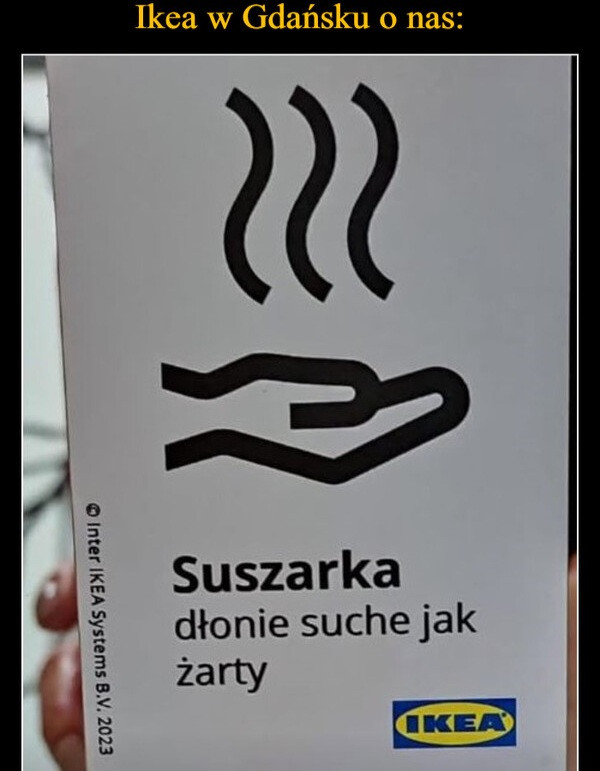 Ikea w Gdańsku o nas:
Suszarka
dłonie suche jak
żarty
© Inter IKEA Systems B.V. 2023
IKEA